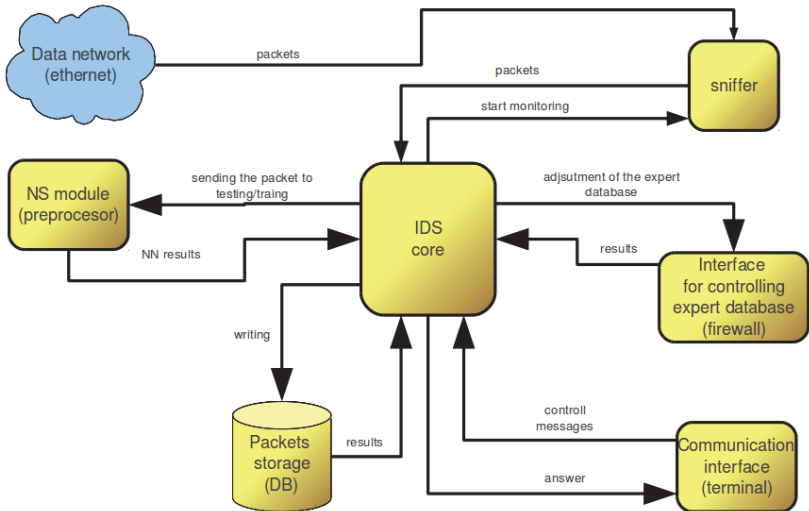 Data network
(ethernet)
packets
sniffer
packets
start monitoring
NS module
(preprocesor)
sending the packet to
testing/traing
NN results
IDS
core
adjsutment of the expert
database
results
Interface
for controlling
expert database
(firewall)
writing
Packets
storage
(DB)
results
controll
messages
answer
Communication
interface
(terminal)